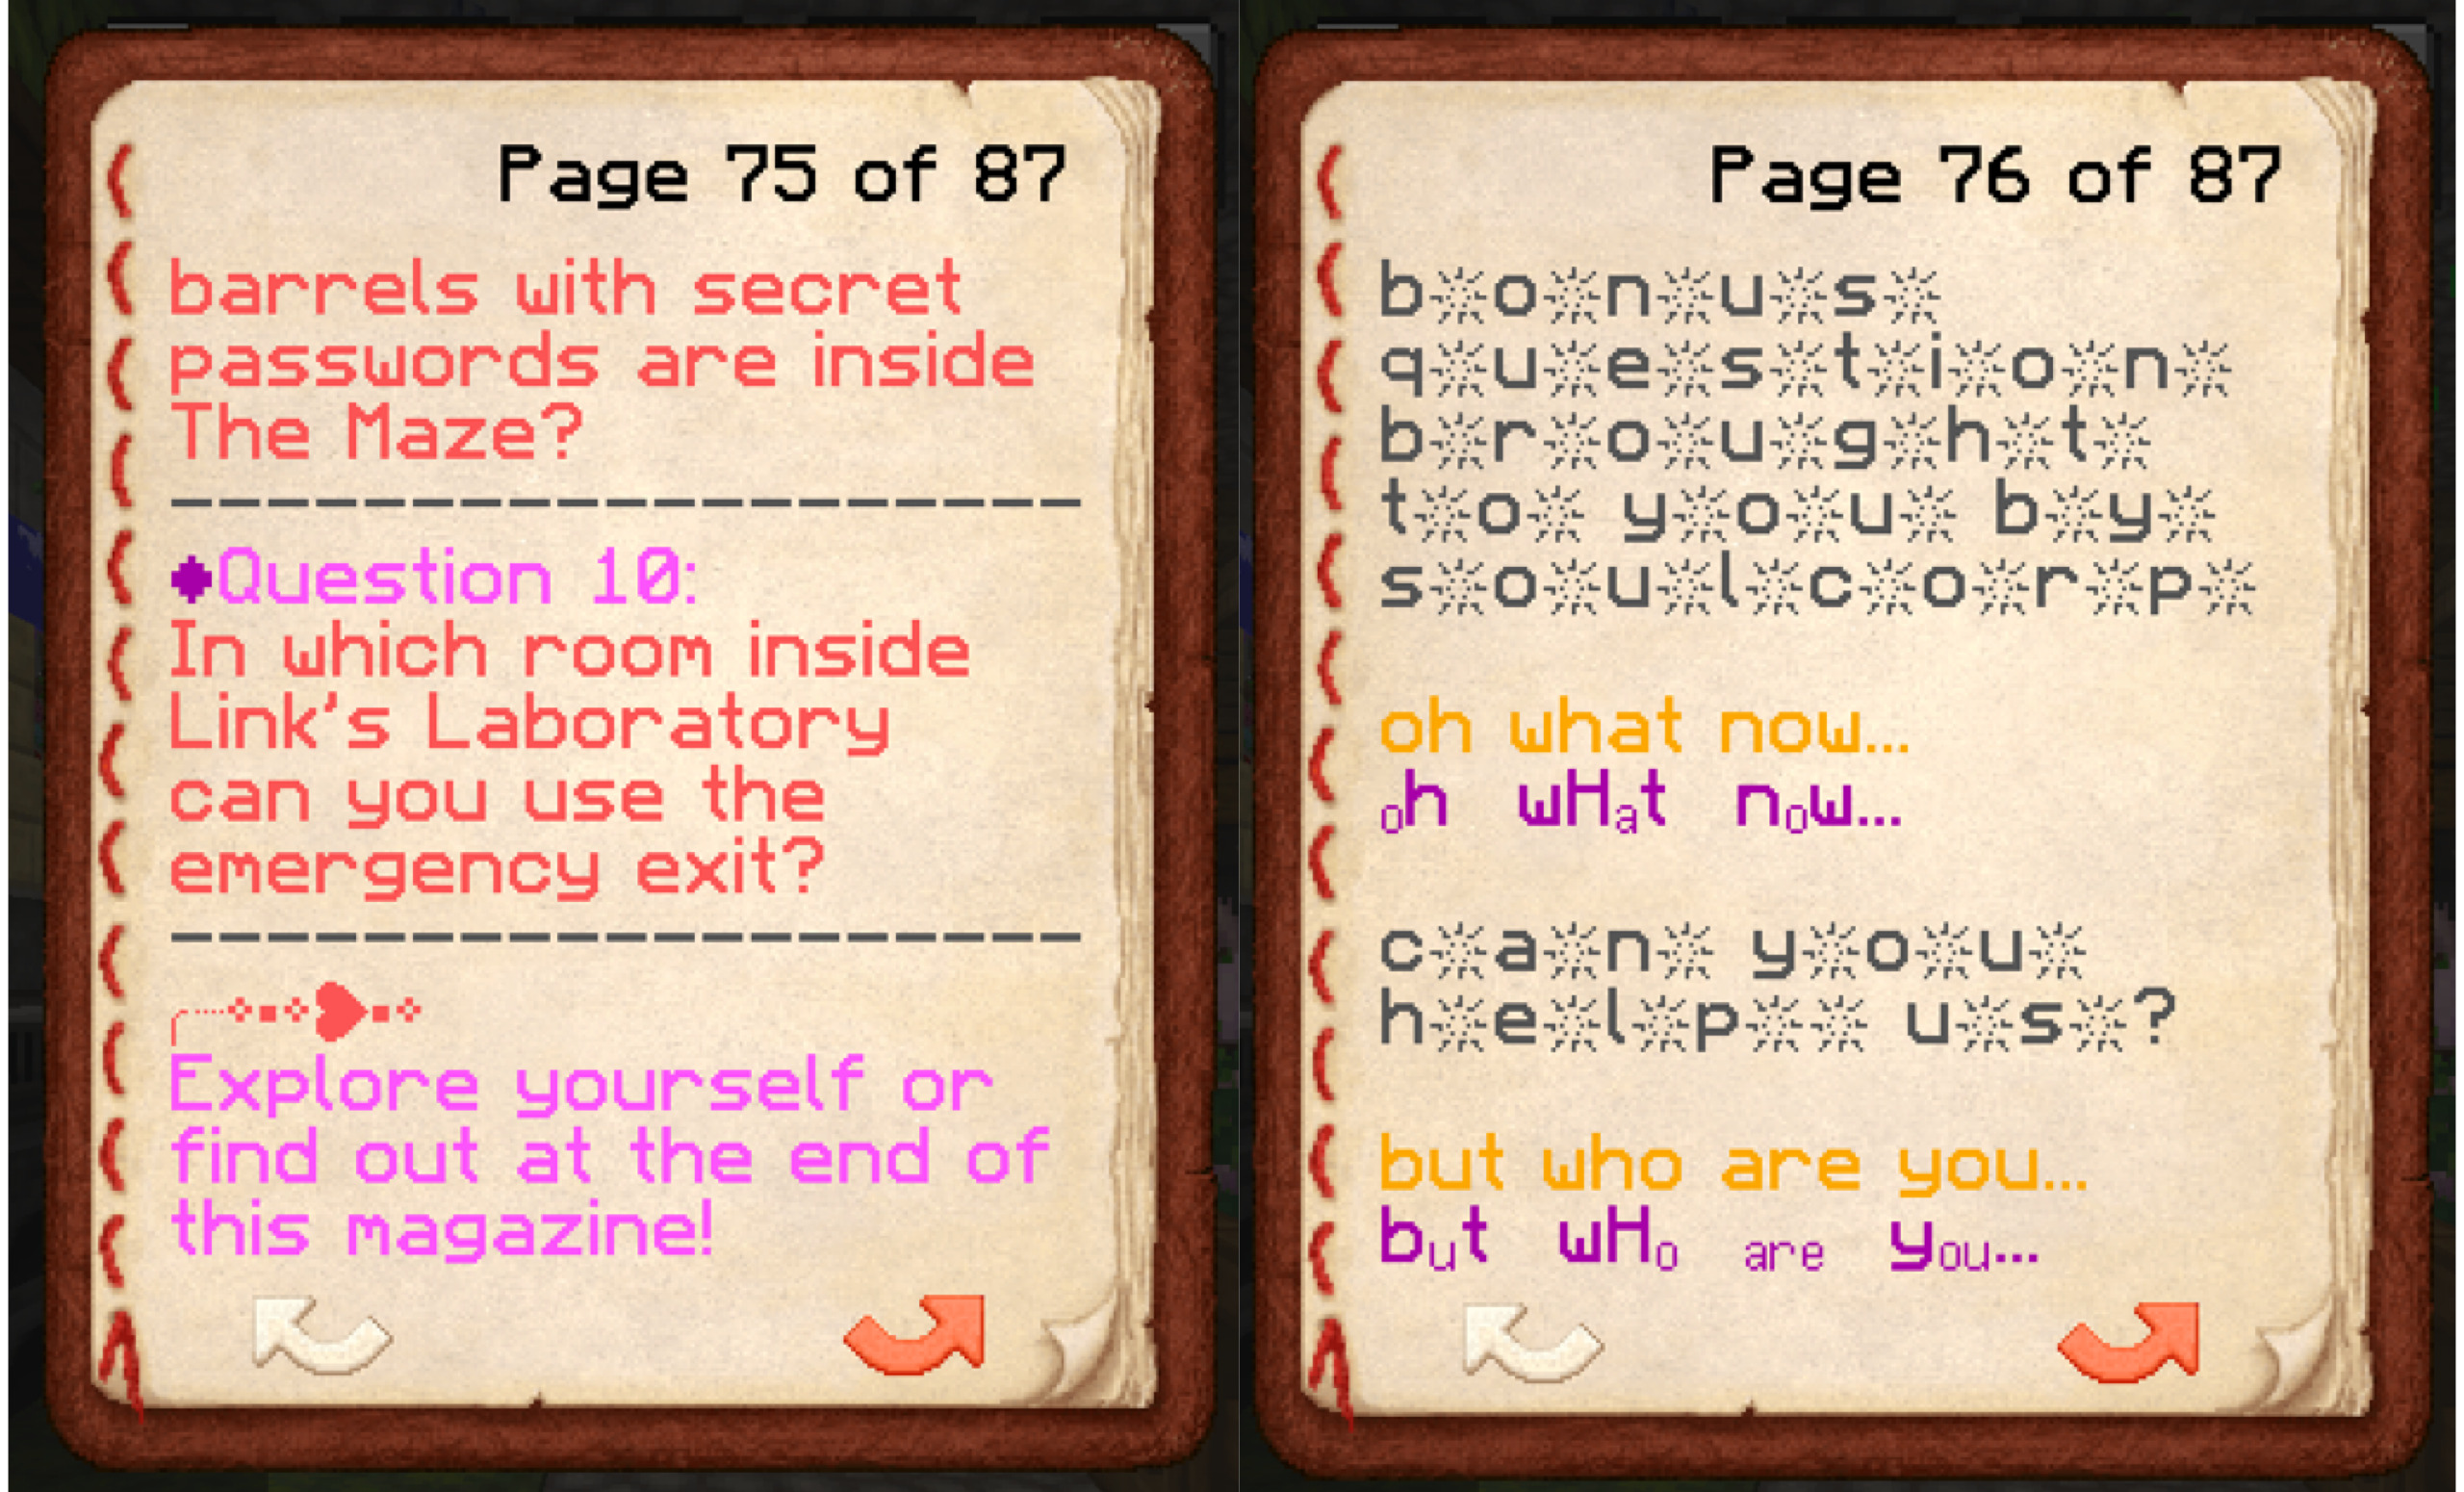 Page 75 of 87
barrels with secret
passwords are inside
The Maze?
———————————————————
Question 10:
In which room inside
Link's Laboratory
can you use the
emergency exit?
———————————————————
Explore yourself or
find out at the end of
this magazine!
Page 76 of 87
b҉o҉n҉u҉s҉
q҉u҉e҉s҉t҉i҉o҉n҉
b҉r҉o҉u҉g҉h҉t҉
t҉o҉ y҉o҉u҉ b҉y҉
s҉o҉u҉l҉c҉o҉r҉p҉
oh what now...
ₒh wHₐt nₒw...
c҉a҉n҉ y҉o҉u҉
h҉e҉l҉p҉҉ u҉s҉?
but who are you...
bᵤt wHₒ ₐᵣₑ yₒᵤ...